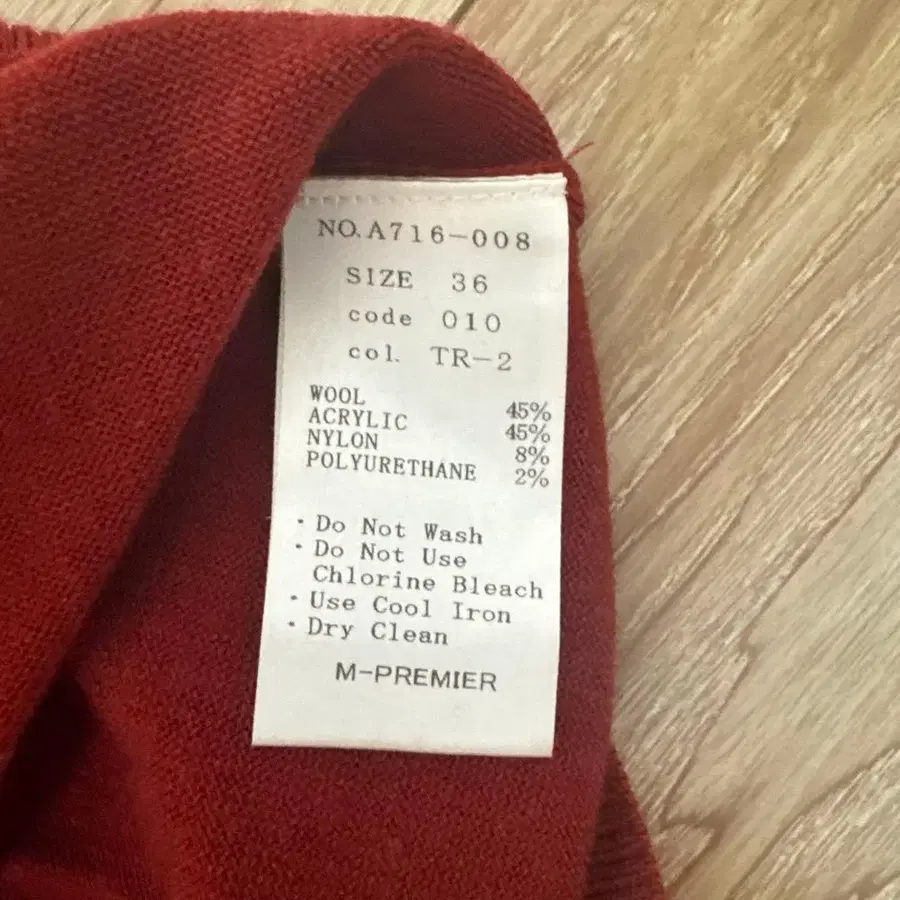 NO.A716-008
SIZE 36
code 010
col. TR-2
WOOL 45%
ACRYLIC 45%
NYLON 8%
POLYURETHANE 2%
・Do Not Wash
・Do Not Use
Chlorine Bleach
・Use Cool Iron
・Dry Clean
M-PREMIER